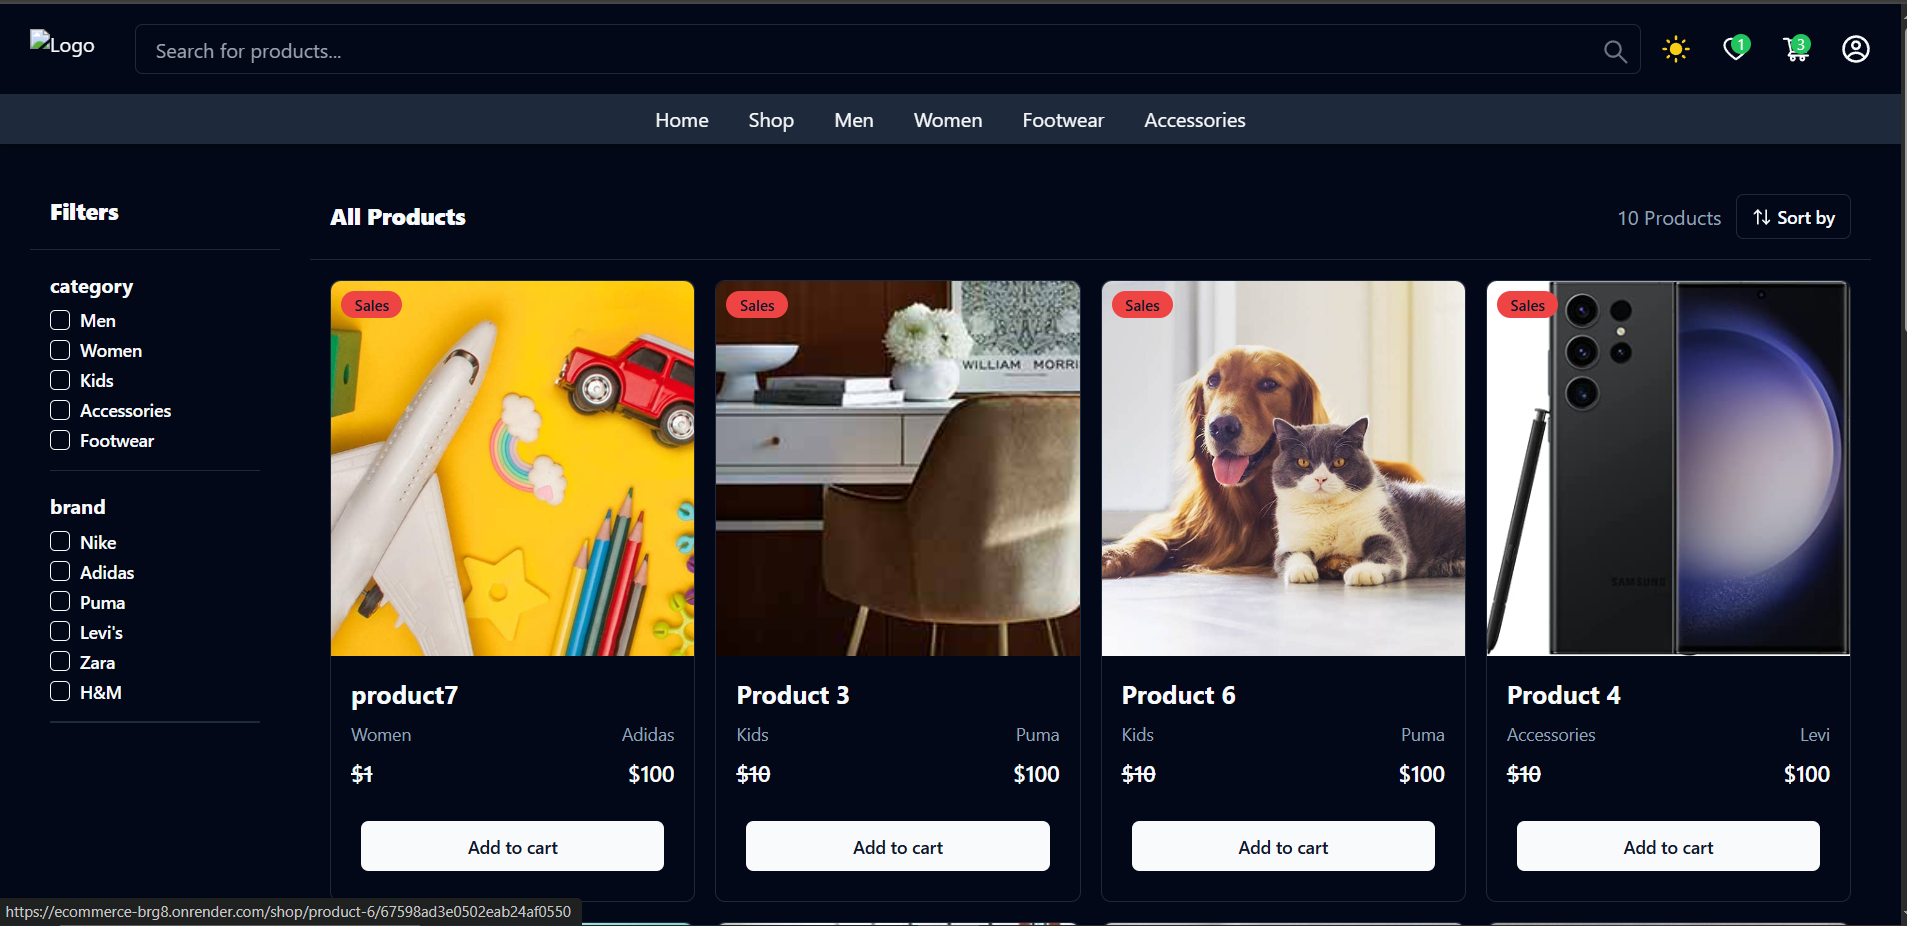 Logo
Search for products...
1
3
Home Shop Men Women Footwear Accessories
Filters
category
Men
Women
Kids
Accessories
Footwear
brand
Nike
Adidas
Puma
Levi's
Zara
H&M
All Products
10 Products
Sort by
Sales
product7
Women Adidas
$1 $100
Add to cart
Sales
WILLIAM MORRI
Product 3
Kids Puma
$10 $100
Add to cart
Sales
Product 6
Kids Puma
$10 $100
Add to cart
Sales
SAMSUNG
Product 4
Accessories Levi
$10 $100
Add to cart
https://ecommerce-brg8.onrender.com/shop/product-6/67598ad3e0502eab24af0550